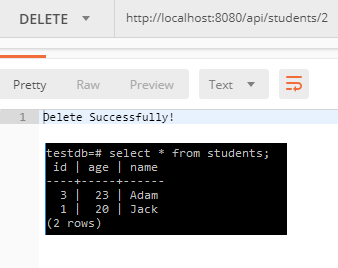 DELETE http://localhost:8080/api/students/2
Pretty Raw Preview Text
1 Delete Successfully!
testdb=# select * from students;
id | age | name
----+-----+------
3 | 23 | Adam
1 | 20 | Jack
(2 rows)